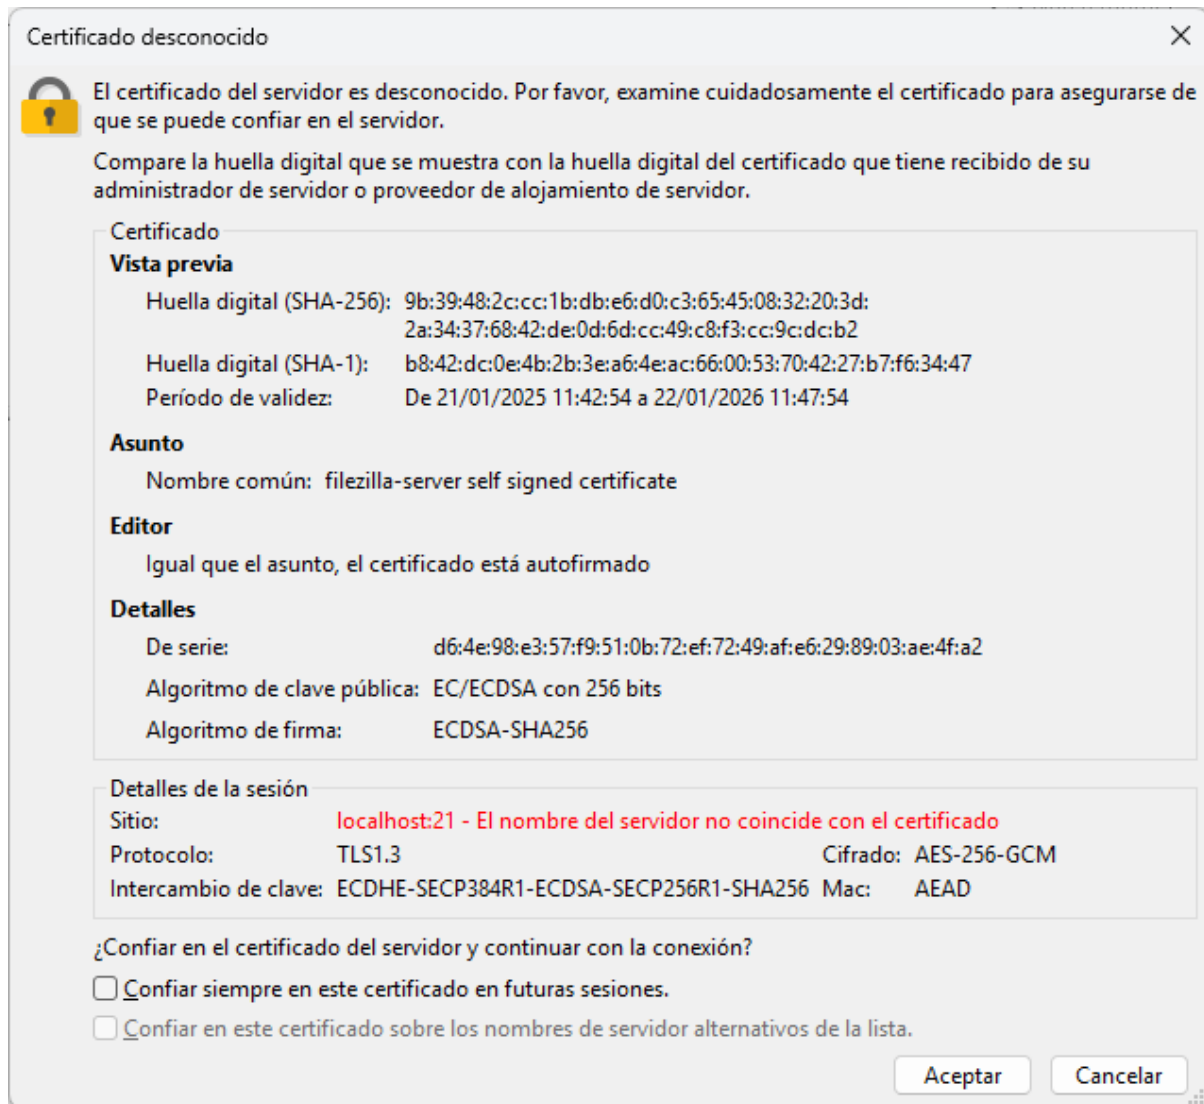 Certificado desconocido
El certificado del servidor es desconocido. Por favor, examine cuidadosamente el certificado para asegurarse de
que se puede confiar en el servidor.
Compare la huella digital que se muestra con la huella digital del certificado que tiene recibido de su
administrador de servidor o proveedor de alojamiento de servidor.
Certificado
Vista previa
Huella digital (SHA-256): 9b:39:48:2c:cc:1b:db:e6:d0:c3:65:45:08:32:20:3d:
2a:34:37:68:42:de:0d:6d:cc:49:c8:f3:cc:9c:dc:b2
Huella digital (SHA-1): b8:42:dc:0e:4b:2b:3e:a6:4e:ac:66:00:53:70:42:27:b7:f6:34:47
Período de validez: De 21/01/2025 11:42:54 a 22/01/2026 11:47:54
Asunto
Nombre común: filezilla-server self signed certificate
Editor
Igual que el asunto, el certificado está autofirmado
Detalles
De serie: d6:4e:98:e3:57:f9:51:0b:72:ef:72:49:af:e6:29:89:03:ae:4f:a2
Algoritmo de clave pública: EC/ECDSA con 256 bits
Algoritmo de firma: ECDSA-SHA256
Detalles de la sesión
Sitio: localhost:21 - El nombre del servidor no coincide con el certificado
Protocolo: TLS1.3 Cifrado: AES-256-GCM
Intercambio de clave: ECDHE-SECP384R1-ECDSA-SECP256R1-SHA256 Mac: AEAD
¿Confiar en el certificado del servidor y continuar con la conexión?
Confiar siempre en este certificado en futuras sesiones.
Confiar en este certificado sobre los nombres de servidor alternativos de la lista.
Aceptar Cancelar